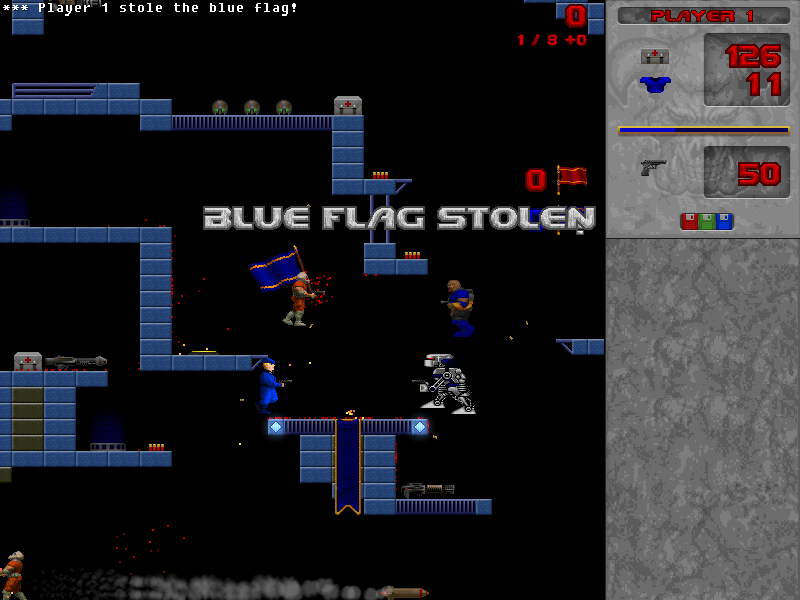 *** Player 1 stole the blue flag!
0
1 / 8 +0
PLAYER 1
126
11
0
50
BLUE FLAG STOLEN